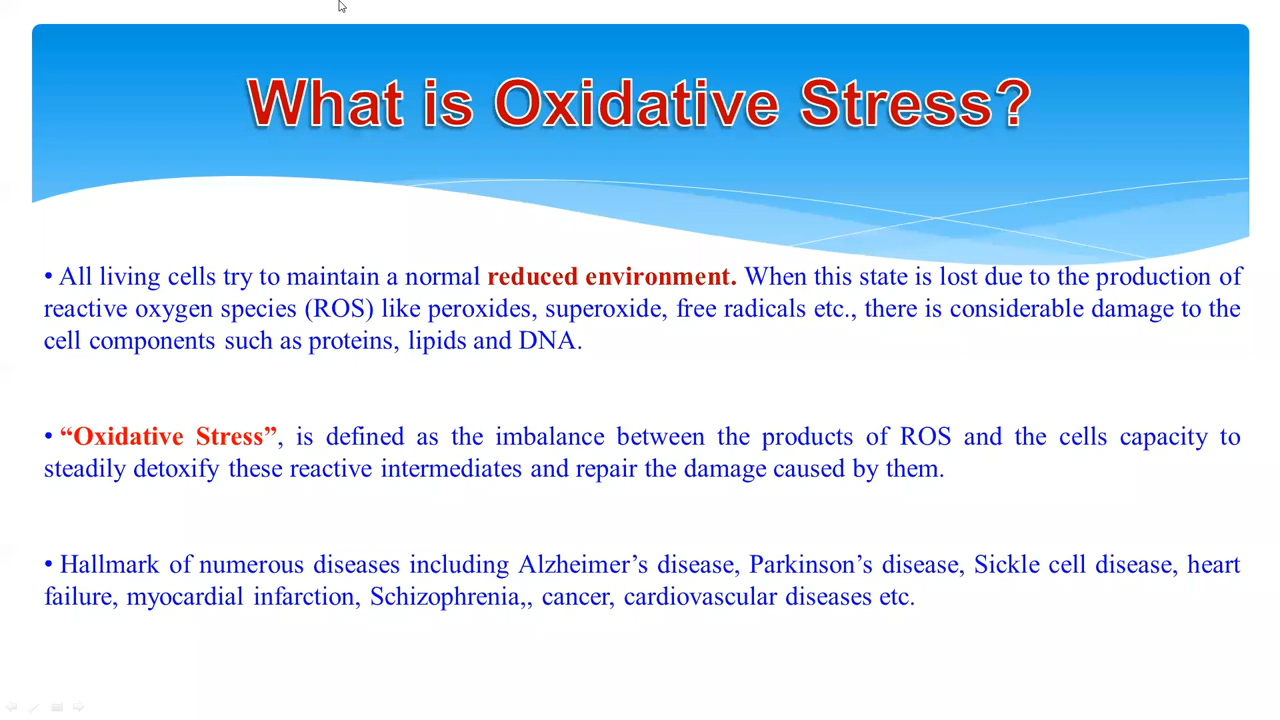 What is Oxidative Stress?
• All living cells try to maintain a normal reduced environment. When this state is lost due to the production of
reactive oxygen species (ROS) like peroxides, superoxide, free radicals etc., there is considerable damage to the
cell components such as proteins, lipids and DNA.
• “Oxidative Stress”, is defined as the imbalance between the products of ROS and the cells capacity to
steadily detoxify these reactive intermediates and repair the damage caused by them.
• Hallmark of numerous diseases including Alzheimer’s disease, Parkinson’s disease, Sickle cell disease, heart
failure, myocardial infarction, Schizophrenia,, cancer, cardiovascular diseases etc.